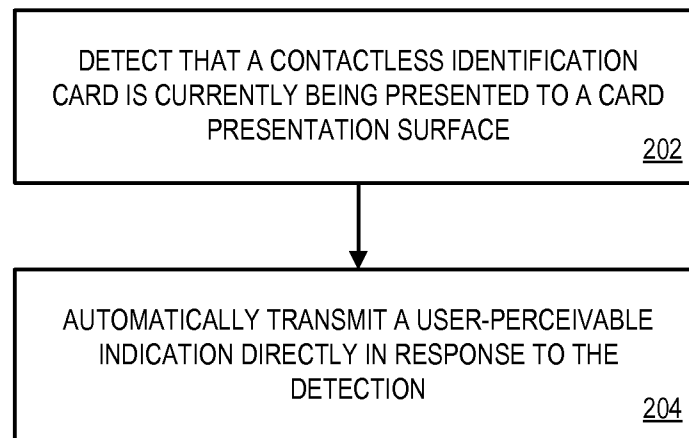 DETECT THAT A CONTACTLESS IDENTIFICATION
CARD IS CURRENTLY BEING PRESENTED TO A CARD
PRESENTATION SURFACE
202
AUTOMATICALLY TRANSMIT A USER-PERCEIVABLE
INDICATION DIRECTLY IN RESPONSE TO THE
DETECTION
204